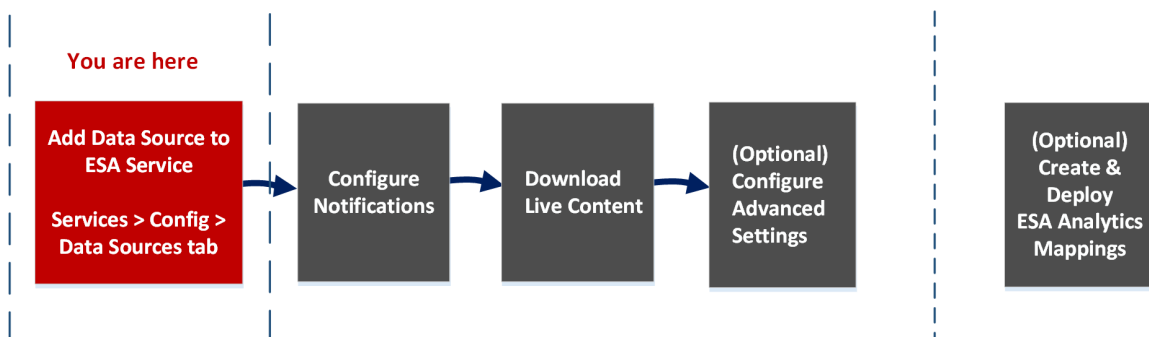 You are here
Add Data Source to
ESA Service
Services > Config >
Data Sources tab
Configure
Notifications
Download
Live Content
(Optional)
Configure
Advanced
Settings
(Optional)
Create &
Deploy
ESA Analytics
Mappings